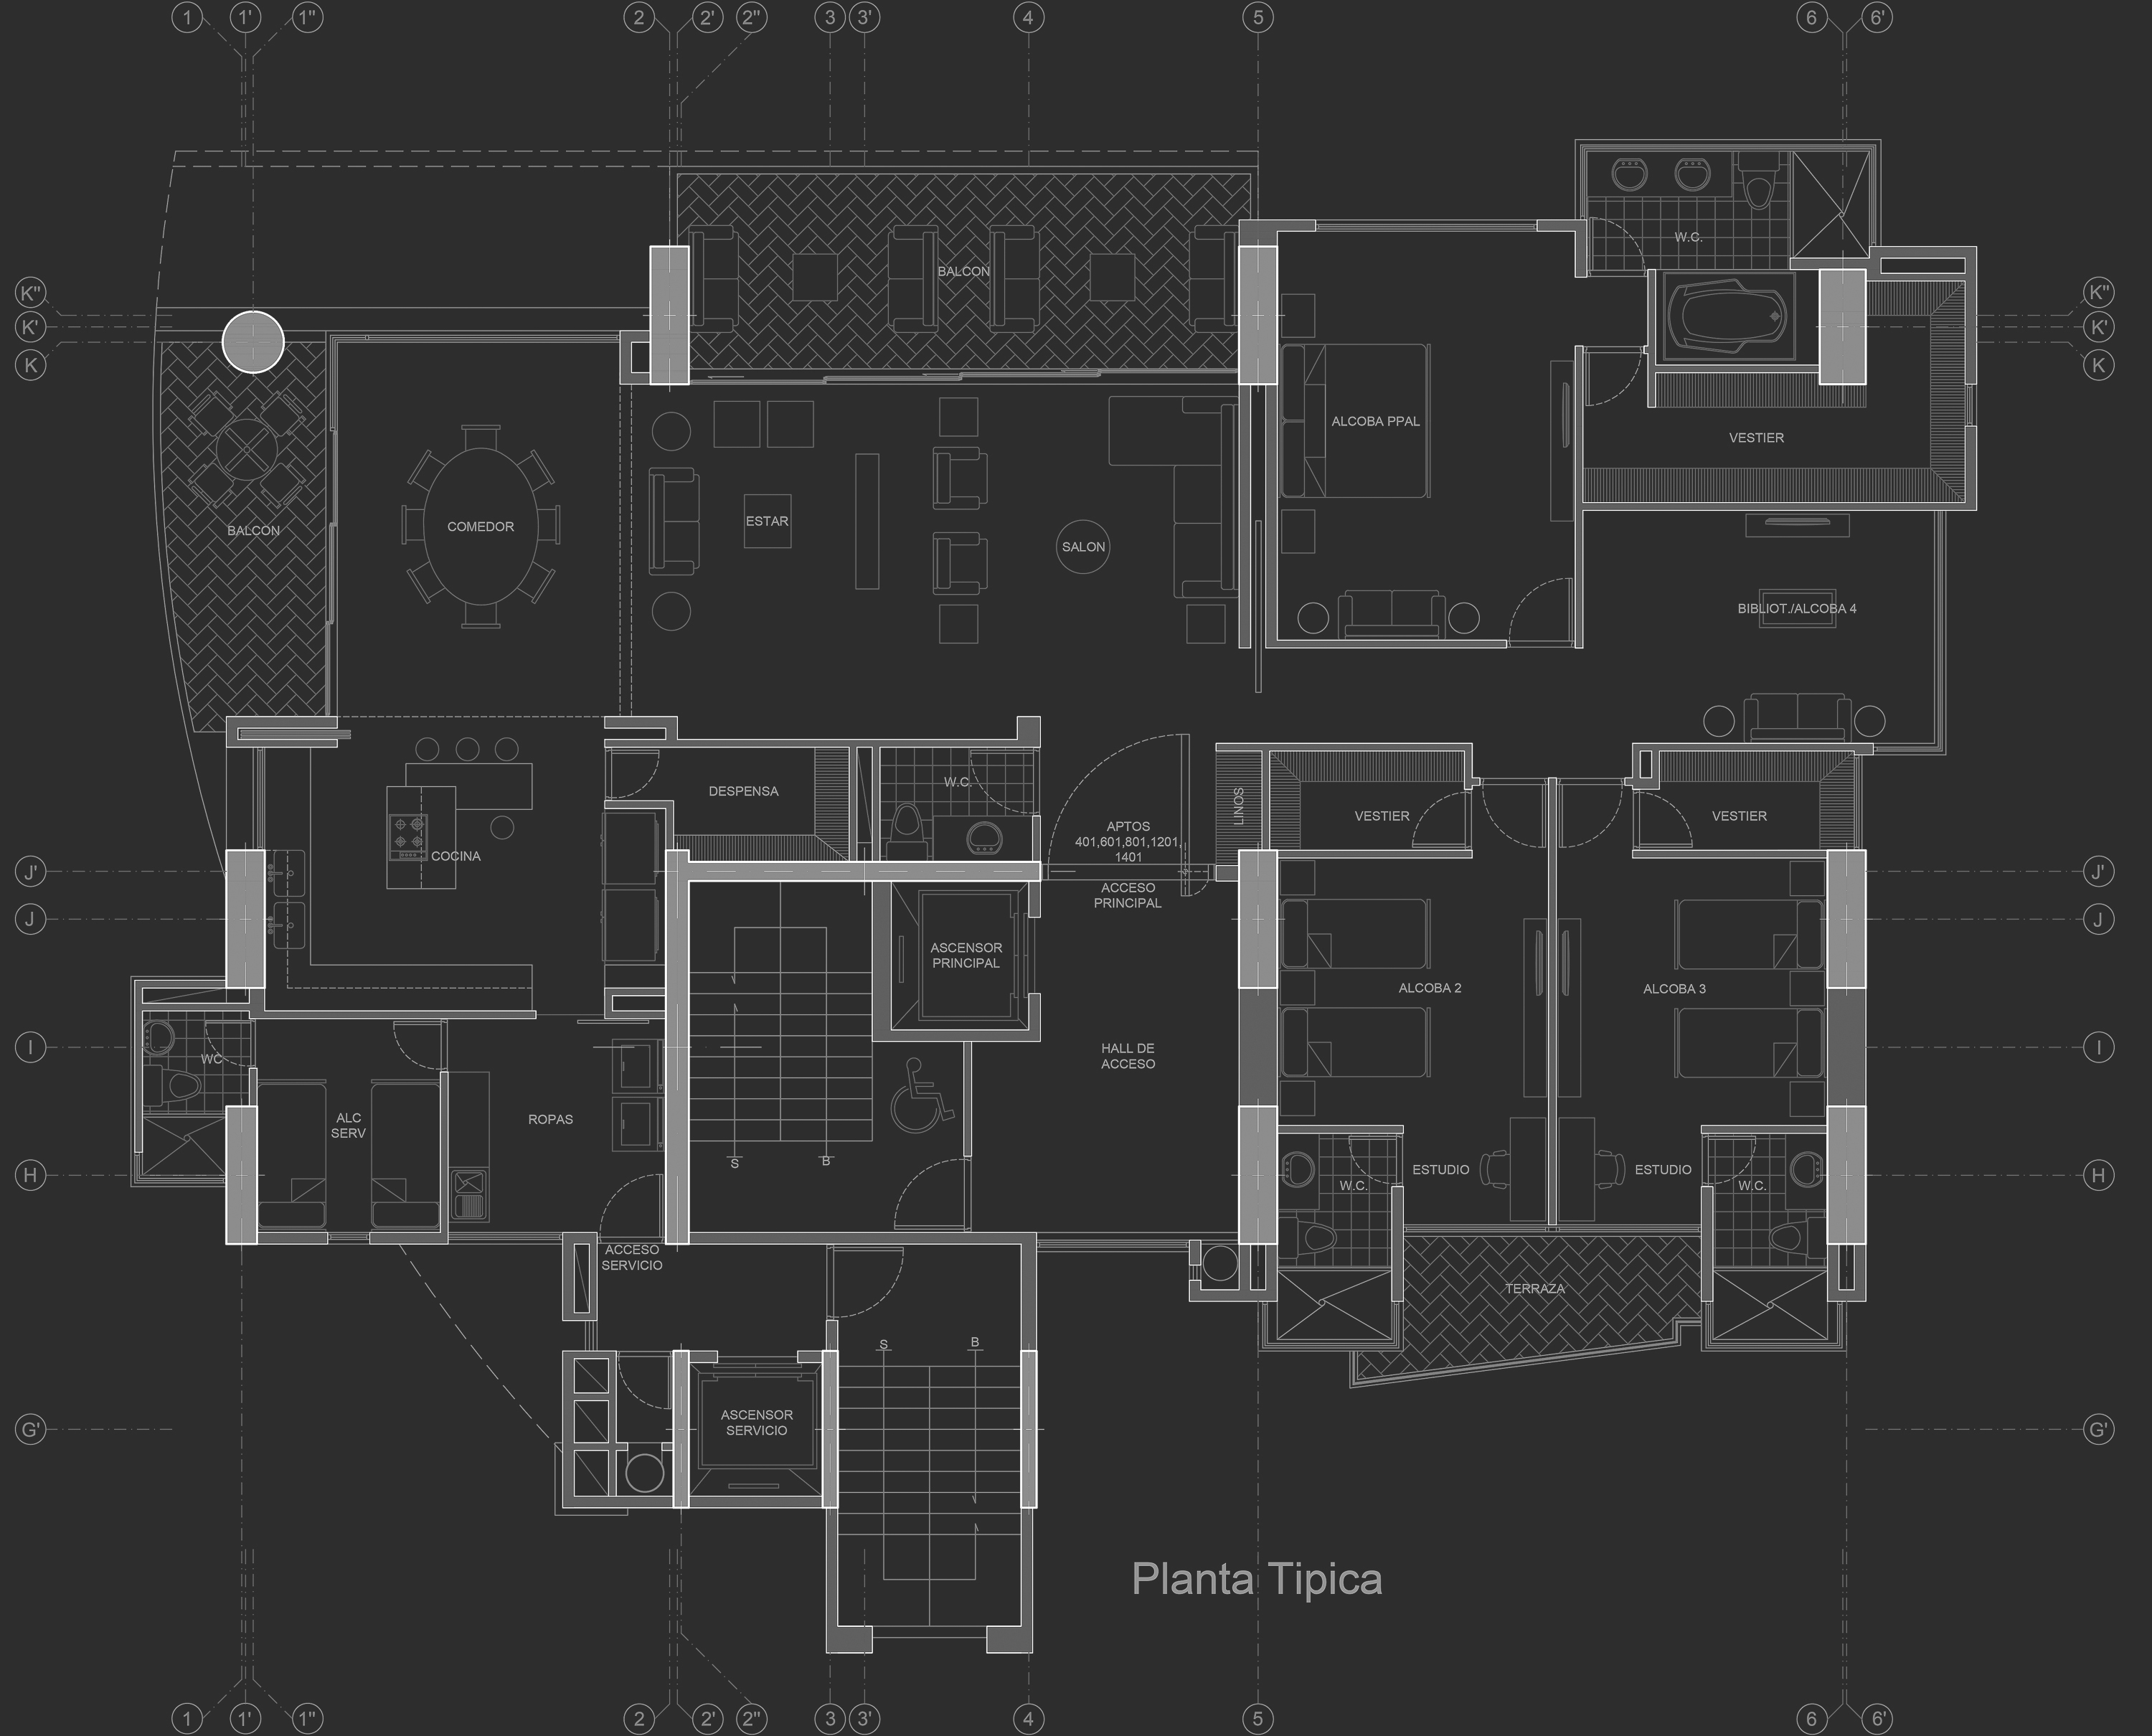 1
1'
1"
2
2'
2"
3
3'
4
5
6
6'
W.C.
BALCON
K"
K"
K'
K'
K
K
ALCOBA PPAL
VESTIER
BALCON
COMEDOR
ESTAR
SALON
BIBLIOT./ALCOBA 4
DESPENSA
W.C.
LINOS
VESTIER
VESTIER
APTOS
401,601,801,1201,
1401
COCINA
J'
J'
ACCESO
PRINCIPAL
J
J
ASCENSOR
PRINCIPAL
ALCOBA 2
ALCOBA 3
I
I
WC
HALL DE
ACCESO
ALC
SERV
ROPAS
S
B
H
H
ESTUDIO
ESTUDIO
W.C.
W.C.
ACCESO
SERVICIO
TERRAZA
S
B
ASCENSOR
SERVICIO
G'
G'
Planta Tipica
1
1'
1"
2
2'
2"
3
3'
4
5
6
6'